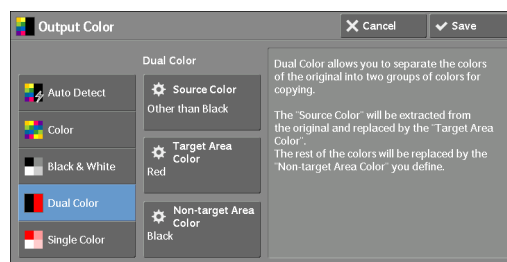 Output Color
Cancel
Save
Auto Detect
Color
Black & White
Dual Color
Single Color
Dual Color
Source Color
Other than Black
Target Area
Color
Red
Non-target Area
Color
Black
Dual Color allows you to separate the colors
of the original into two groups of colors for
copying.
The "Source Color" will be extracted from
the original and replaced by the "Target Area
Color".
The rest of the colors will be replaced by the
"Non-target Area Color" you define.